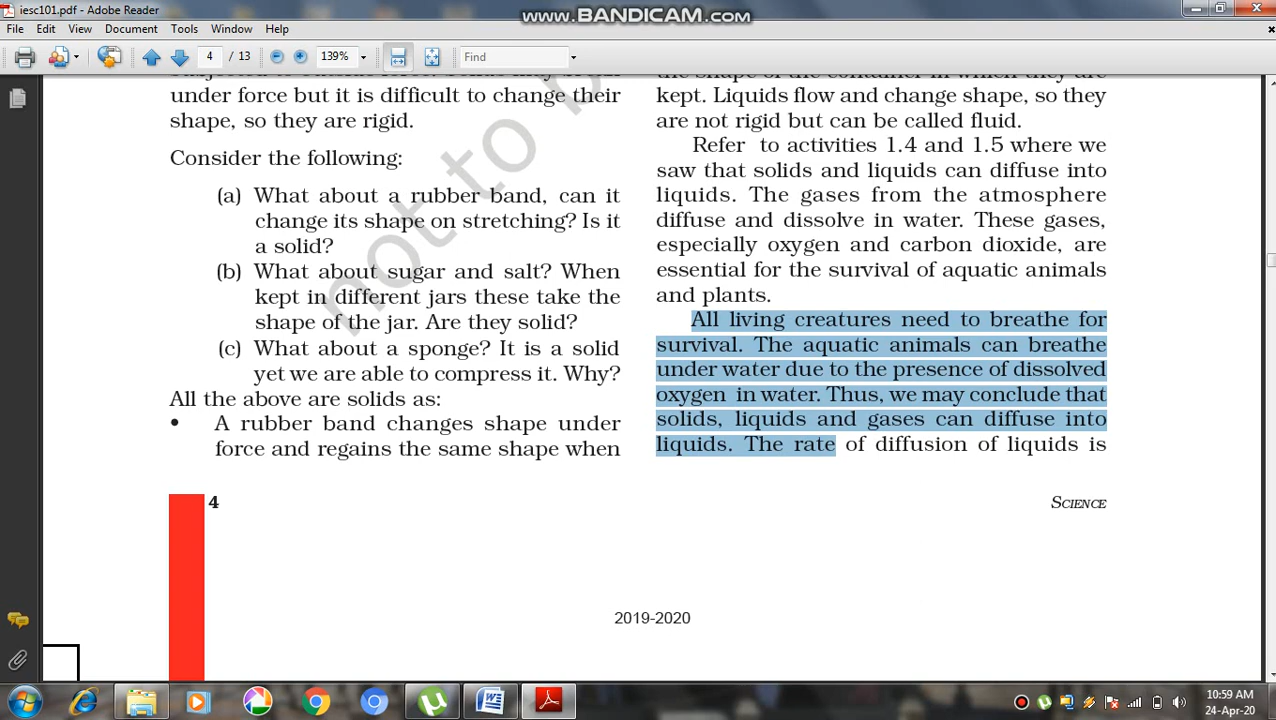 iesc101.pdf - Adobe Reader
www.BANDICAM.com
File Edit View Document Tools Window Help
4 / 13 139% Find
under force but it is difficult to change their
shape, so they are rigid.
Consider the following:
(a) What about a rubber band, can it
change its shape on stretching? Is it
a solid?
(b) What about sugar and salt? When
kept in different jars these take the
shape of the jar. Are they solid?
(c) What about a sponge? It is a solid
yet we are able to compress it. Why?
All the above are solids as:
• A rubber band changes shape under
force and regains the same shape when
the shape of the container in which they are
kept. Liquids flow and change shape, so they
are not rigid but can be called fluid.
Refer to activities 1.4 and 1.5 where we
saw that solids and liquids can diffuse into
liquids. The gases from the atmosphere
diffuse and dissolve in water. These gases,
especially oxygen and carbon dioxide, are
essential for the survival of aquatic animals
and plants.
All living creatures need to breathe for
survival. The aquatic animals can breathe
under water due to the presence of dissolved
oxygen in water. Thus, we may conclude that
solids, liquids and gases can diffuse into
liquids. The rate of diffusion of liquids is
not to
4
SCIENCE
2019-2020
10:59 AM
24-Apr-20